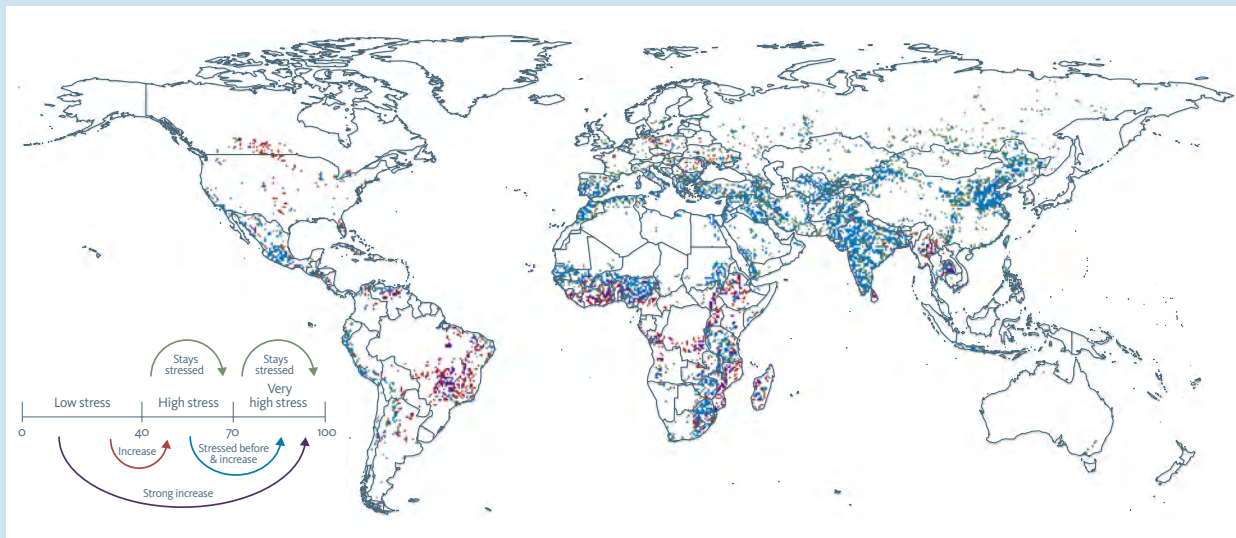 Stays
stressed
Stays
stressed
Low stress
High stress
Very
high stress
0
40
70
100
Increase
Stressed before
& increase
Strong increase